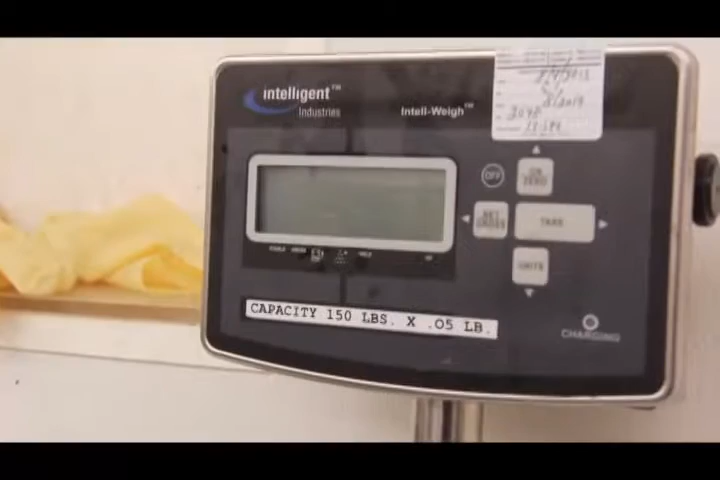 intelligent™
Industries
Intell-Weigh™
OFF
ON
ZERO
NET
GROSS
TARE
UNITS
CAPACITY 150 LBS. X .05 LB.
CHARGING